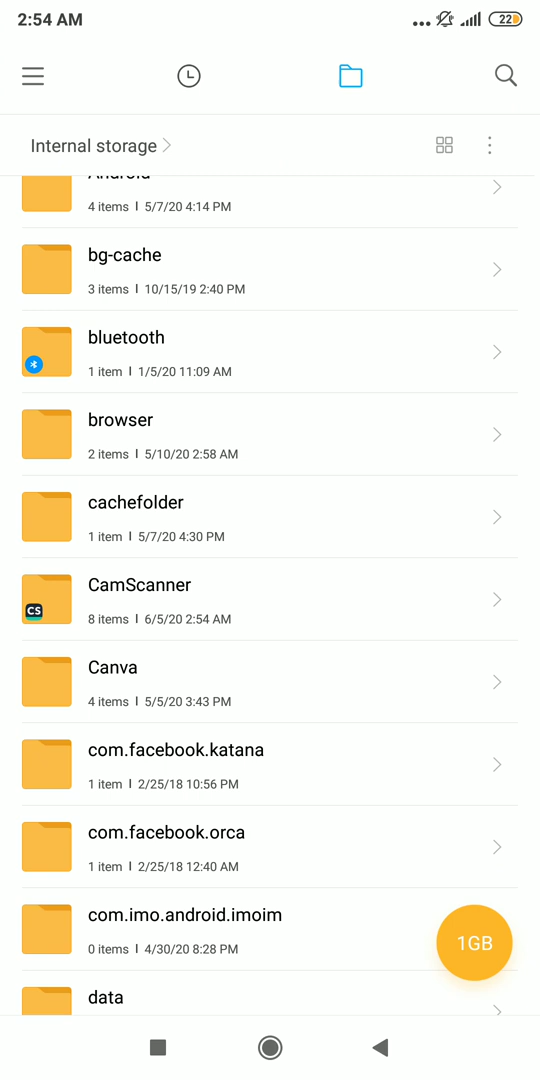 2:54 AM
22
Internal storage
Android
4 items I 5/7/20 4:14 PM
bg-cache
3 items I 10/15/19 2:40 PM
bluetooth
1 item I 1/5/20 11:09 AM
browser
2 items I 5/10/20 2:58 AM
cachefolder
1 item I 5/7/20 4:30 PM
CamScanner
CS
8 items I 6/5/20 2:54 AM
Canva
4 items I 5/5/20 3:43 PM
com.facebook.katana
1 item I 2/25/18 10:56 PM
com.facebook.orca
1 item I 2/25/18 12:40 AM
com.imo.android.imoim
0 items I 4/30/20 8:28 PM
1GB
data